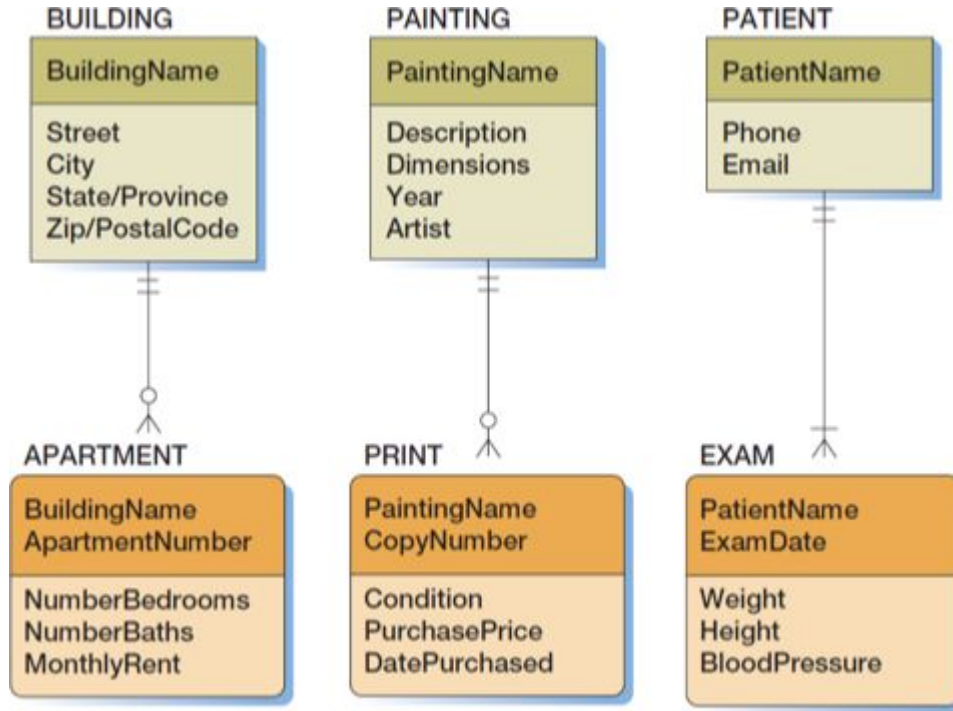 BUILDING
BuildingName
Street
City
State/Province
Zip/PostalCode
PAINTING
PaintingName
Description
Dimensions
Year
Artist
PATIENT
PatientName
Phone
Email
APARTMENT
BuildingName
ApartmentNumber
NumberBedrooms
NumberBaths
MonthlyRent
PRINT
PaintingName
CopyNumber
Condition
PurchasePrice
DatePurchased
EXAM
PatientName
ExamDate
Weight
Height
BloodPressure